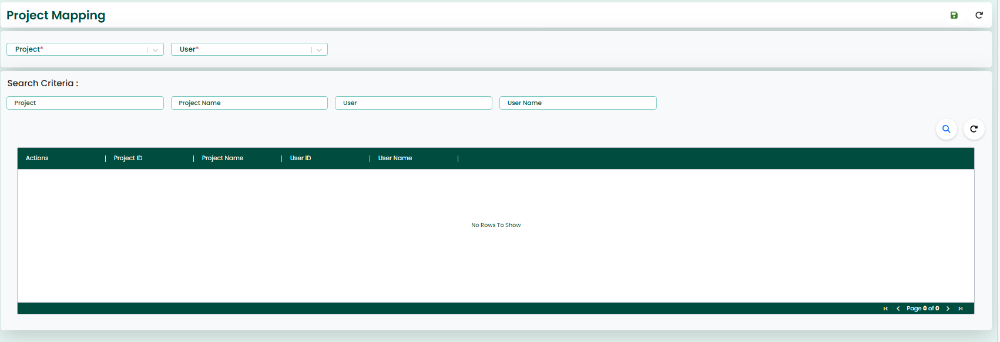 Project Mapping
Project* User*
Search Criteria :
Project Project Name User User Name
Actions Project ID Project Name User ID User Name
No Rows To Show
Page 0 of 0